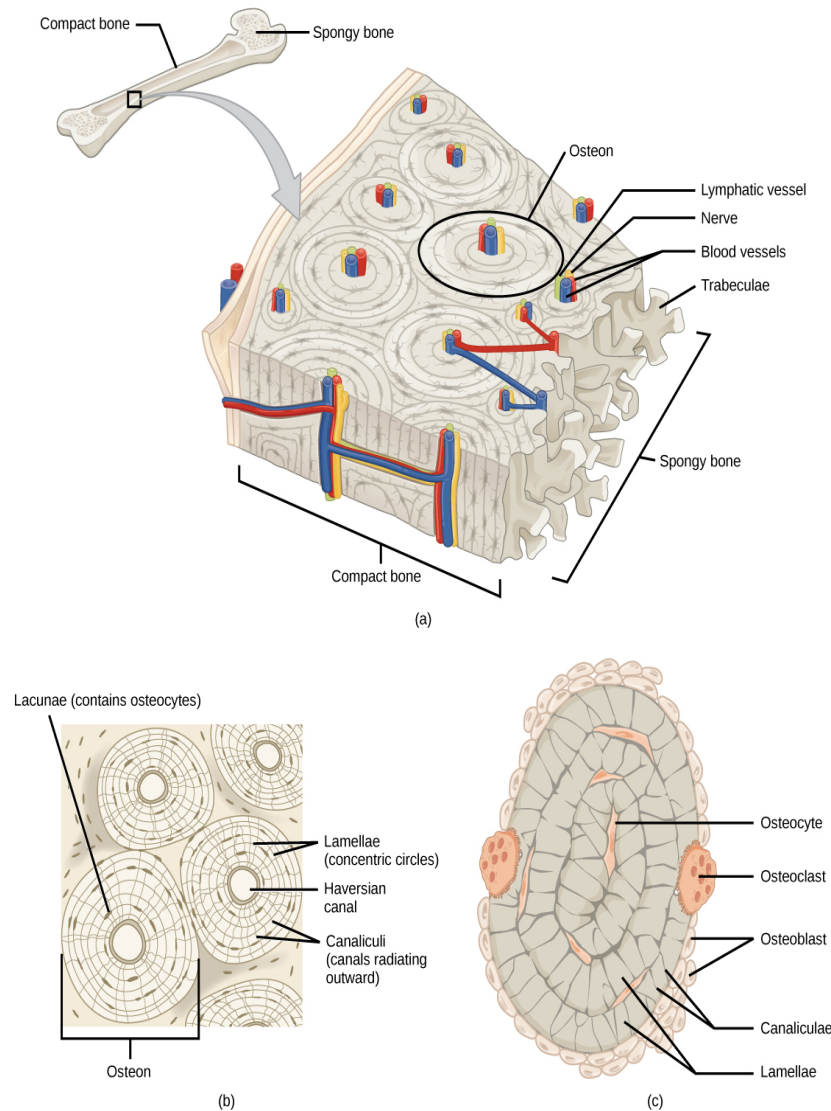 Compact bone
Spongy bone
Osteon
Lymphatic vessel
Nerve
Blood vessels
Trabeculae
Spongy bone
Compact bone
(a)
Lacunae (contains osteocytes)
Lamellae
(concentric circles)
Haversian
canal
Canaliculi
(canals radiating
outward)
Osteon
(b)
Osteocyte
Osteoclast
Osteoblast
Canaliculae
Lamellae
(c)